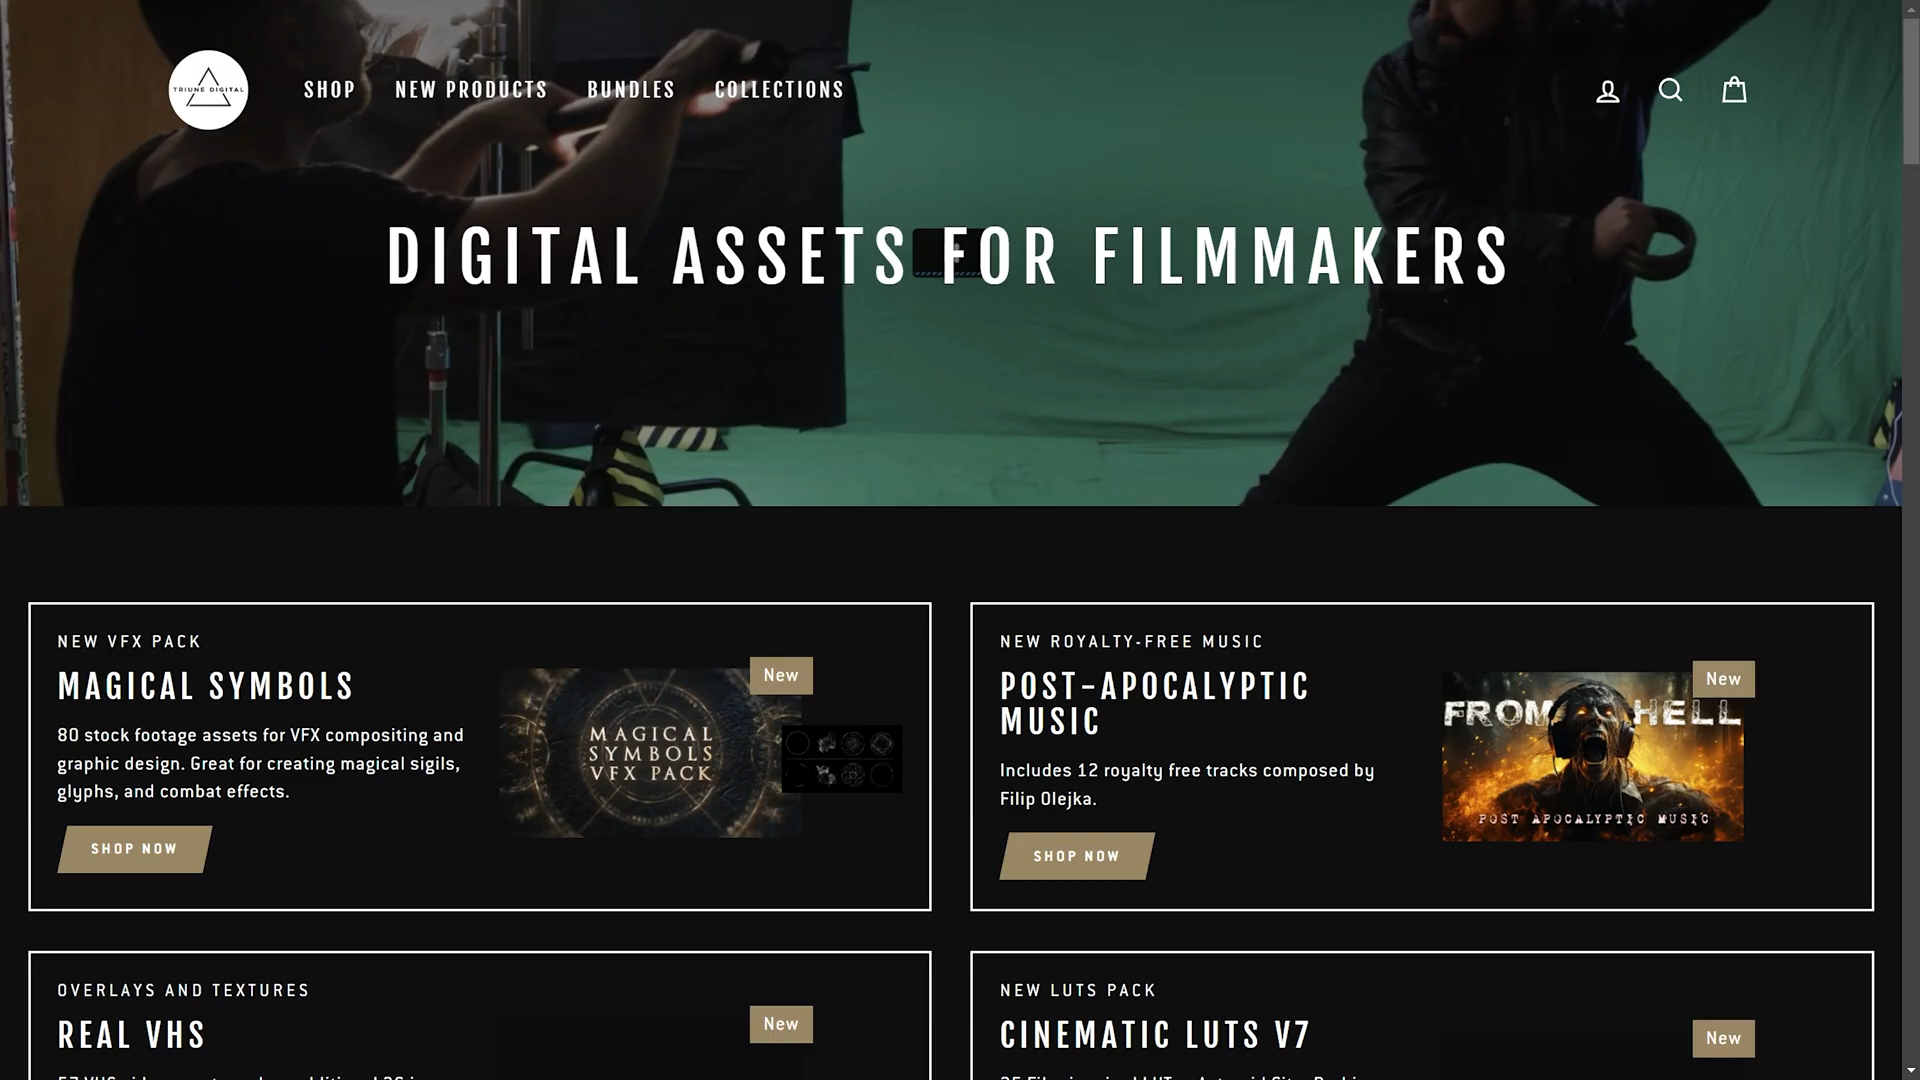 TRIUNE DIGITAL
SHOP
NEW PRODUCTS
BUNDLES
COLLECTIONS
DIGITAL ASSETS FOR FILMMAKERS
NEW VFX PACK
MAGICAL SYMBOLS
80 stock footage assets for VFX compositing and
graphic design. Great for creating magical sigils,
glyphs, and combat effects.
SHOP NOW
New
MAGICAL
SYMBOLS
VFX PACK
NEW ROYALTY-FREE MUSIC
POST-APOCALYPTIC
MUSIC
Includes 12 royalty free tracks composed by
Filip Olejka.
SHOP NOW
New
FROM HELL
POST APOCALYPTIC MUSIC
OVERLAYS AND TEXTURES
REAL VHS
New
NEW LUTS PACK
CINEMATIC LUTS V7
New